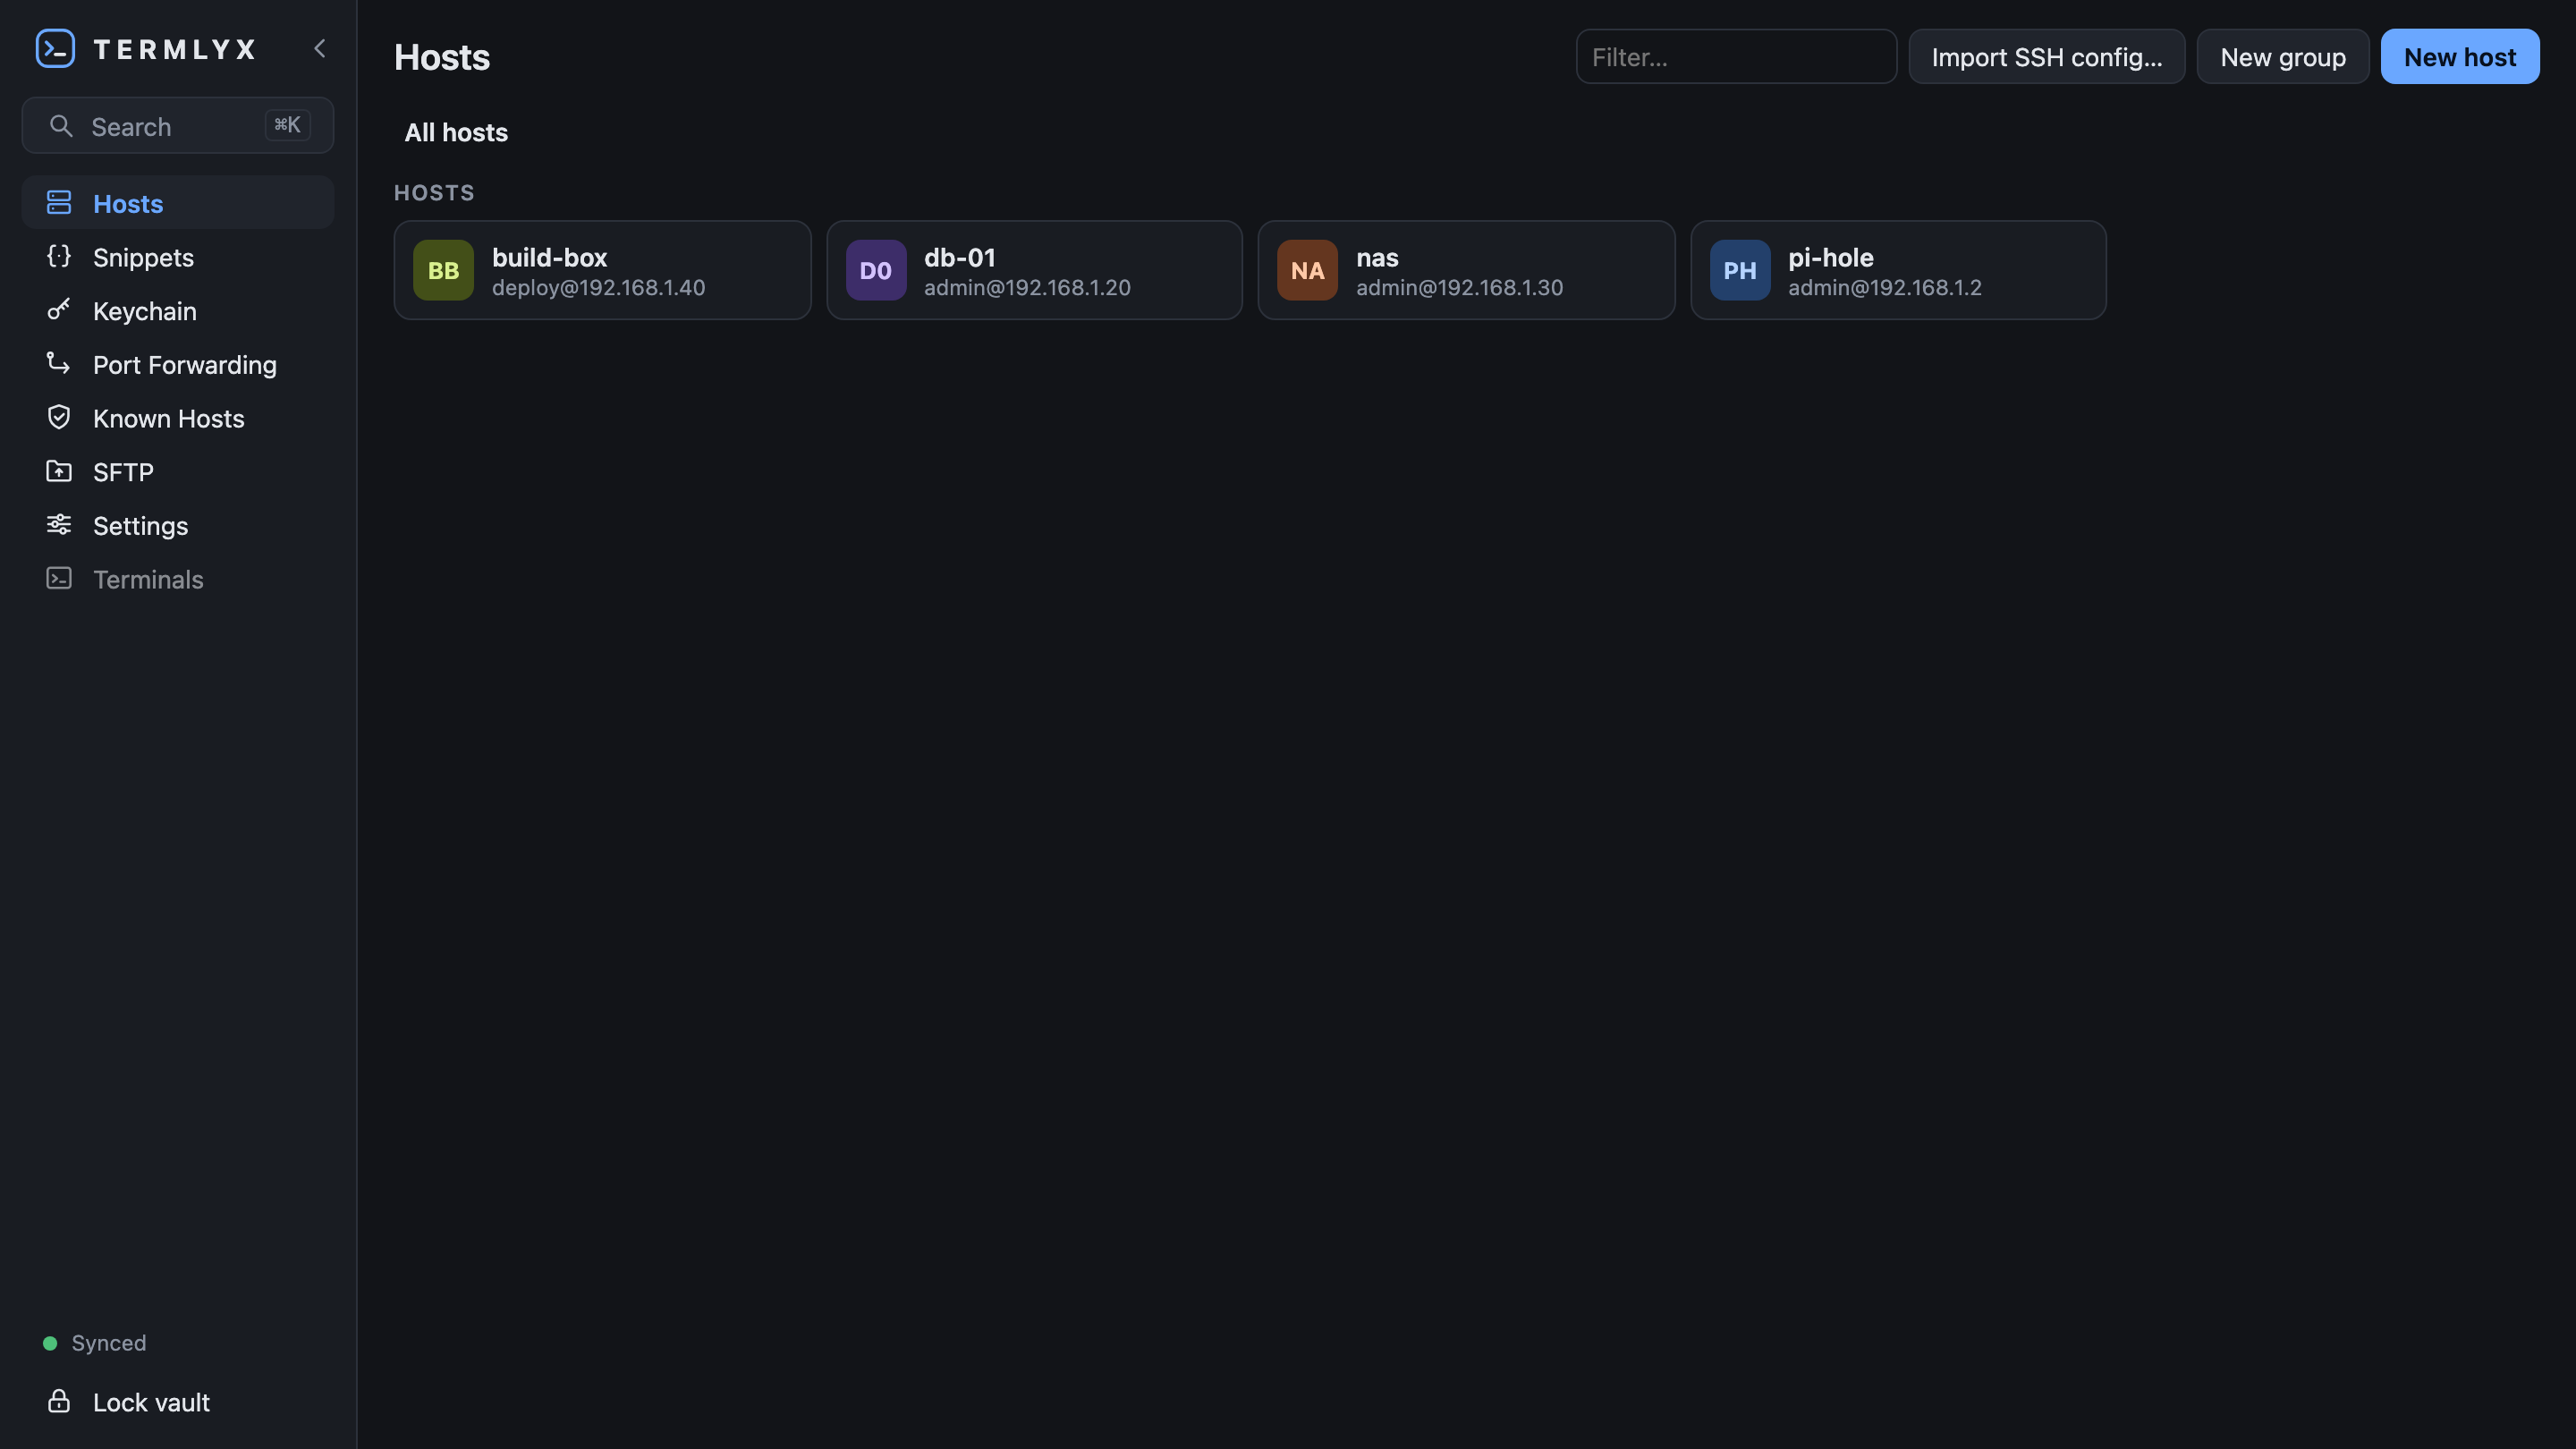 TERMLYX
Search ⌘K
Hosts
Snippets
Keychain
Port Forwarding
Known Hosts
SFTP
Settings
Terminals
Synced
Lock vault
Hosts
Filter...
Import SSH config...
New group
New host
All hosts
HOSTS
BB
build-box
deploy@192.168.1.40
D0
db-01
admin@192.168.1.20
NA
nas
admin@192.168.1.30
PH
pi-hole
admin@192.168.1.2